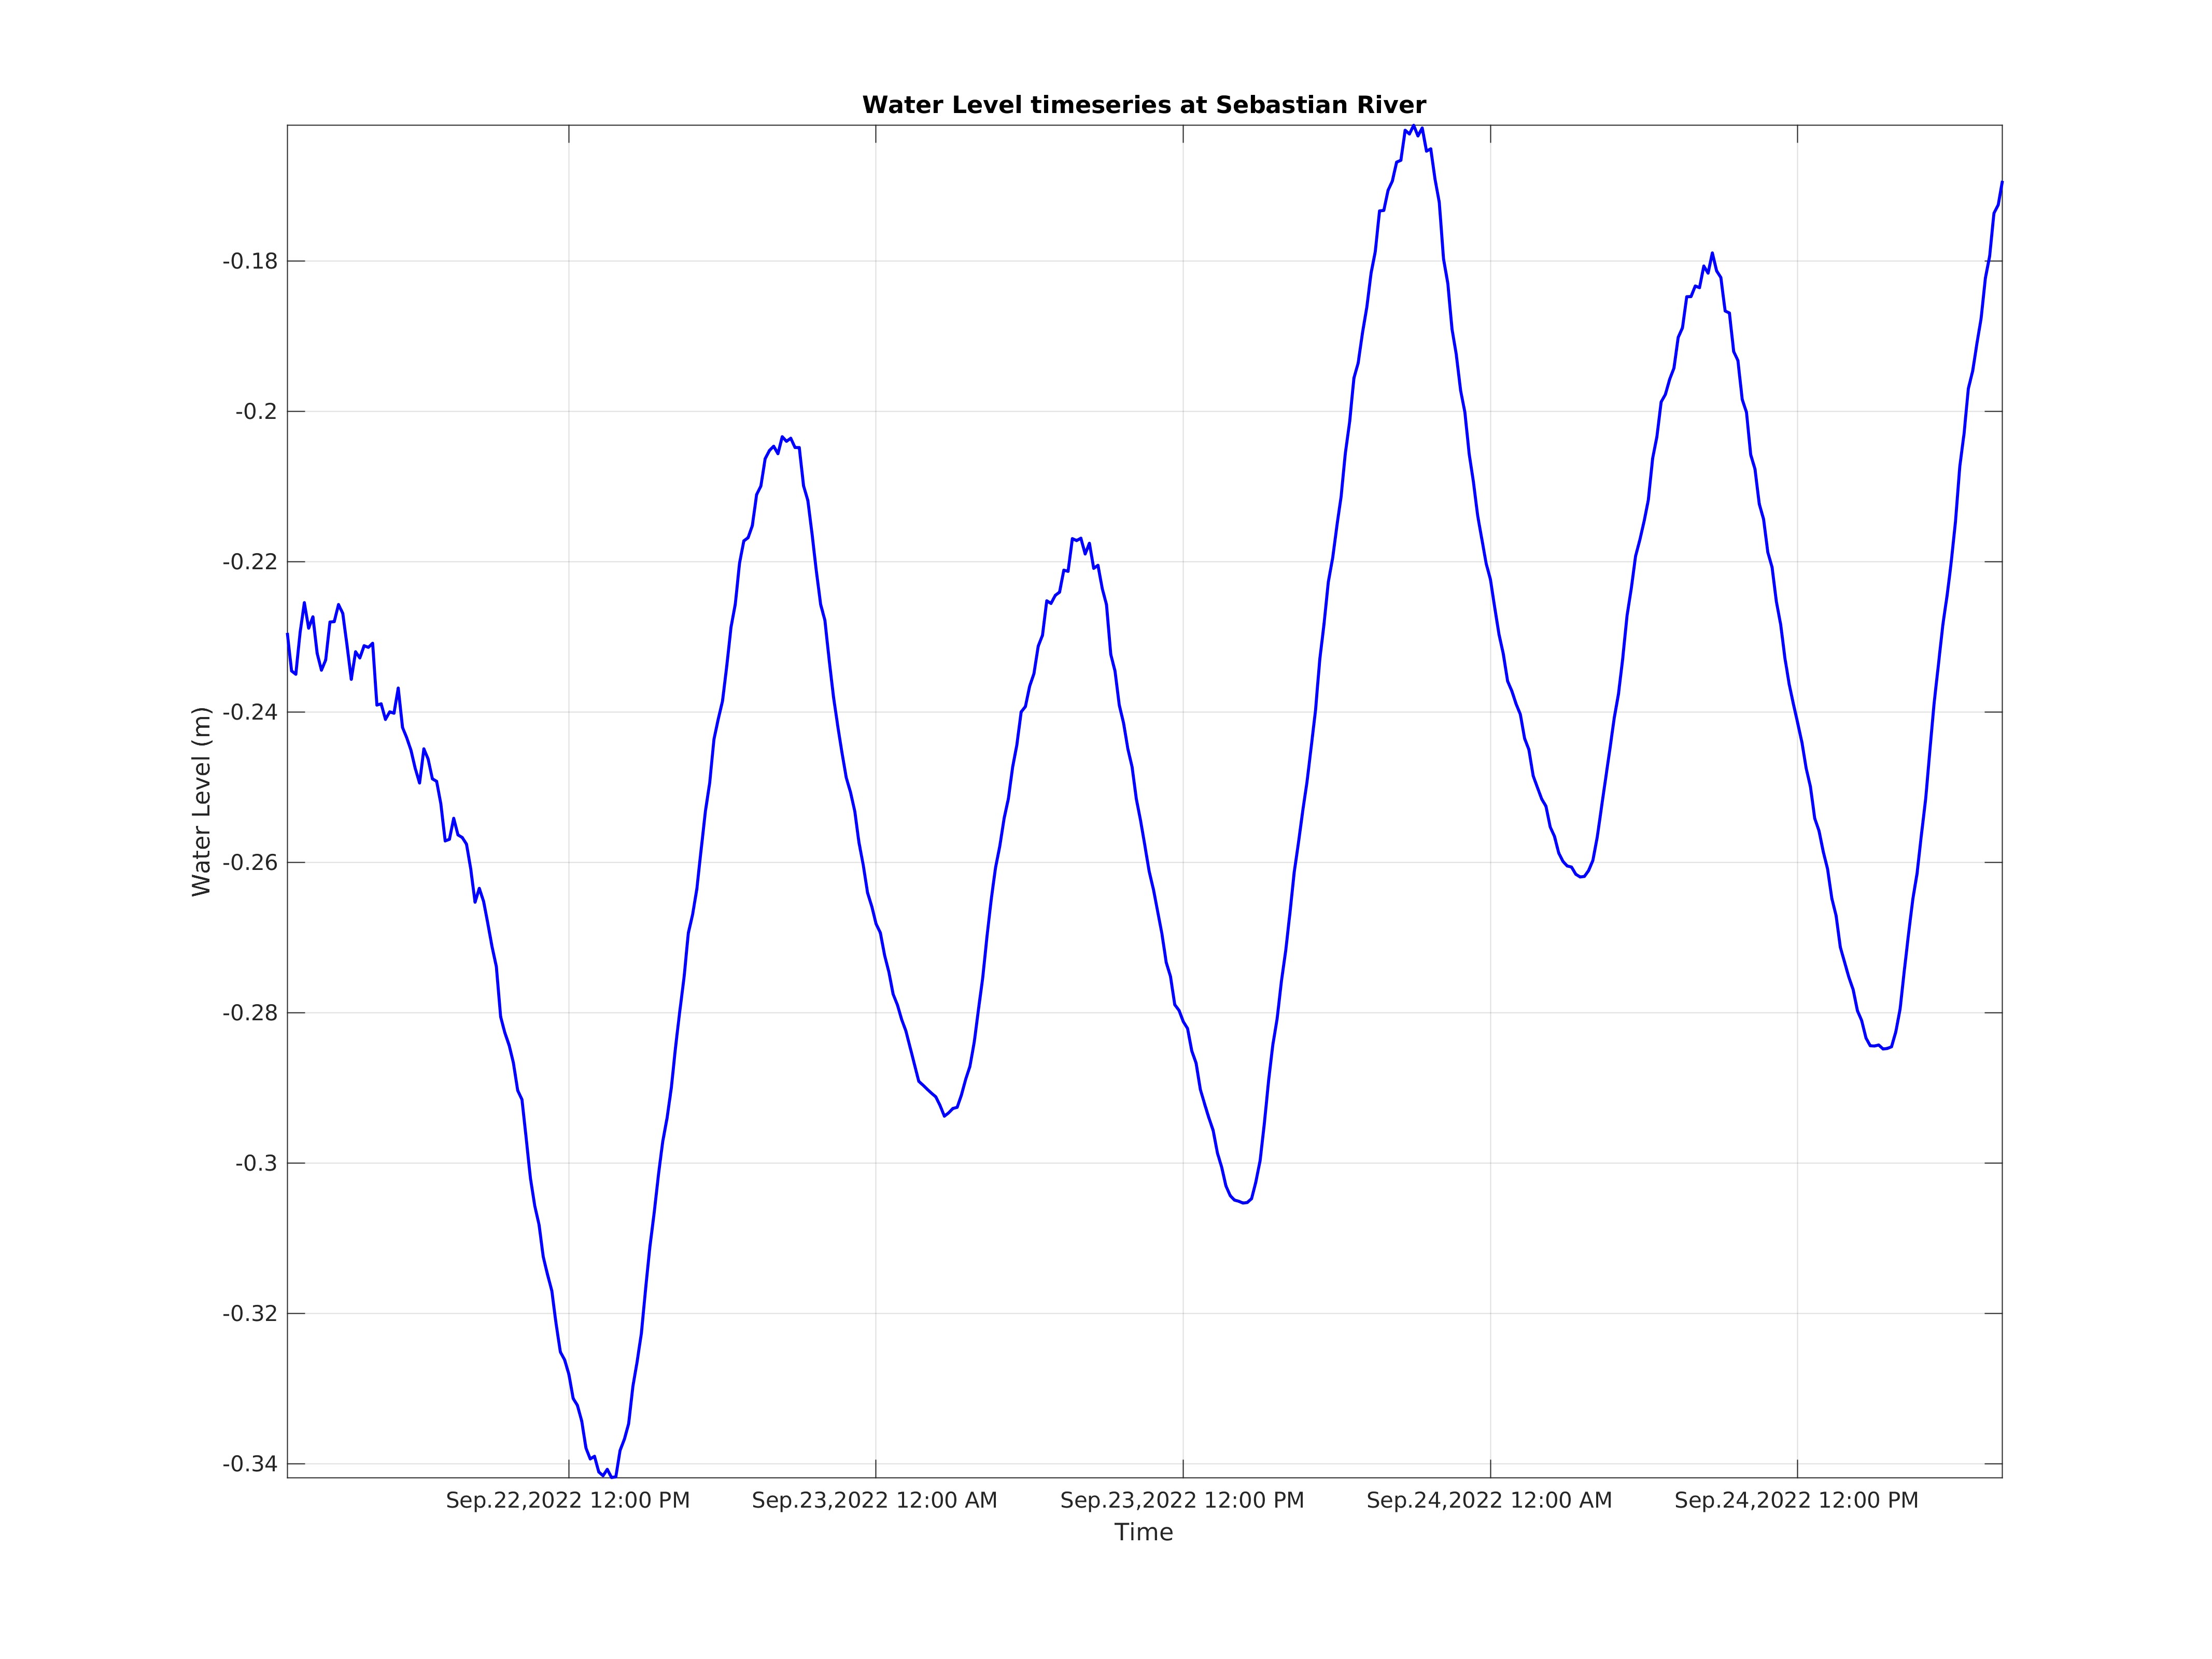 Water Level timeseries at Sebastian River
-0.18
-0.2
-0.22
-0.24
-0.26
-0.28
-0.3
-0.32
-0.34
Water Level (m)
Sep.22,2022 12:00 PM
Sep.23,2022 12:00 AM
Sep.23,2022 12:00 PM
Sep.24,2022 12:00 AM
Sep.24,2022 12:00 PM
Time